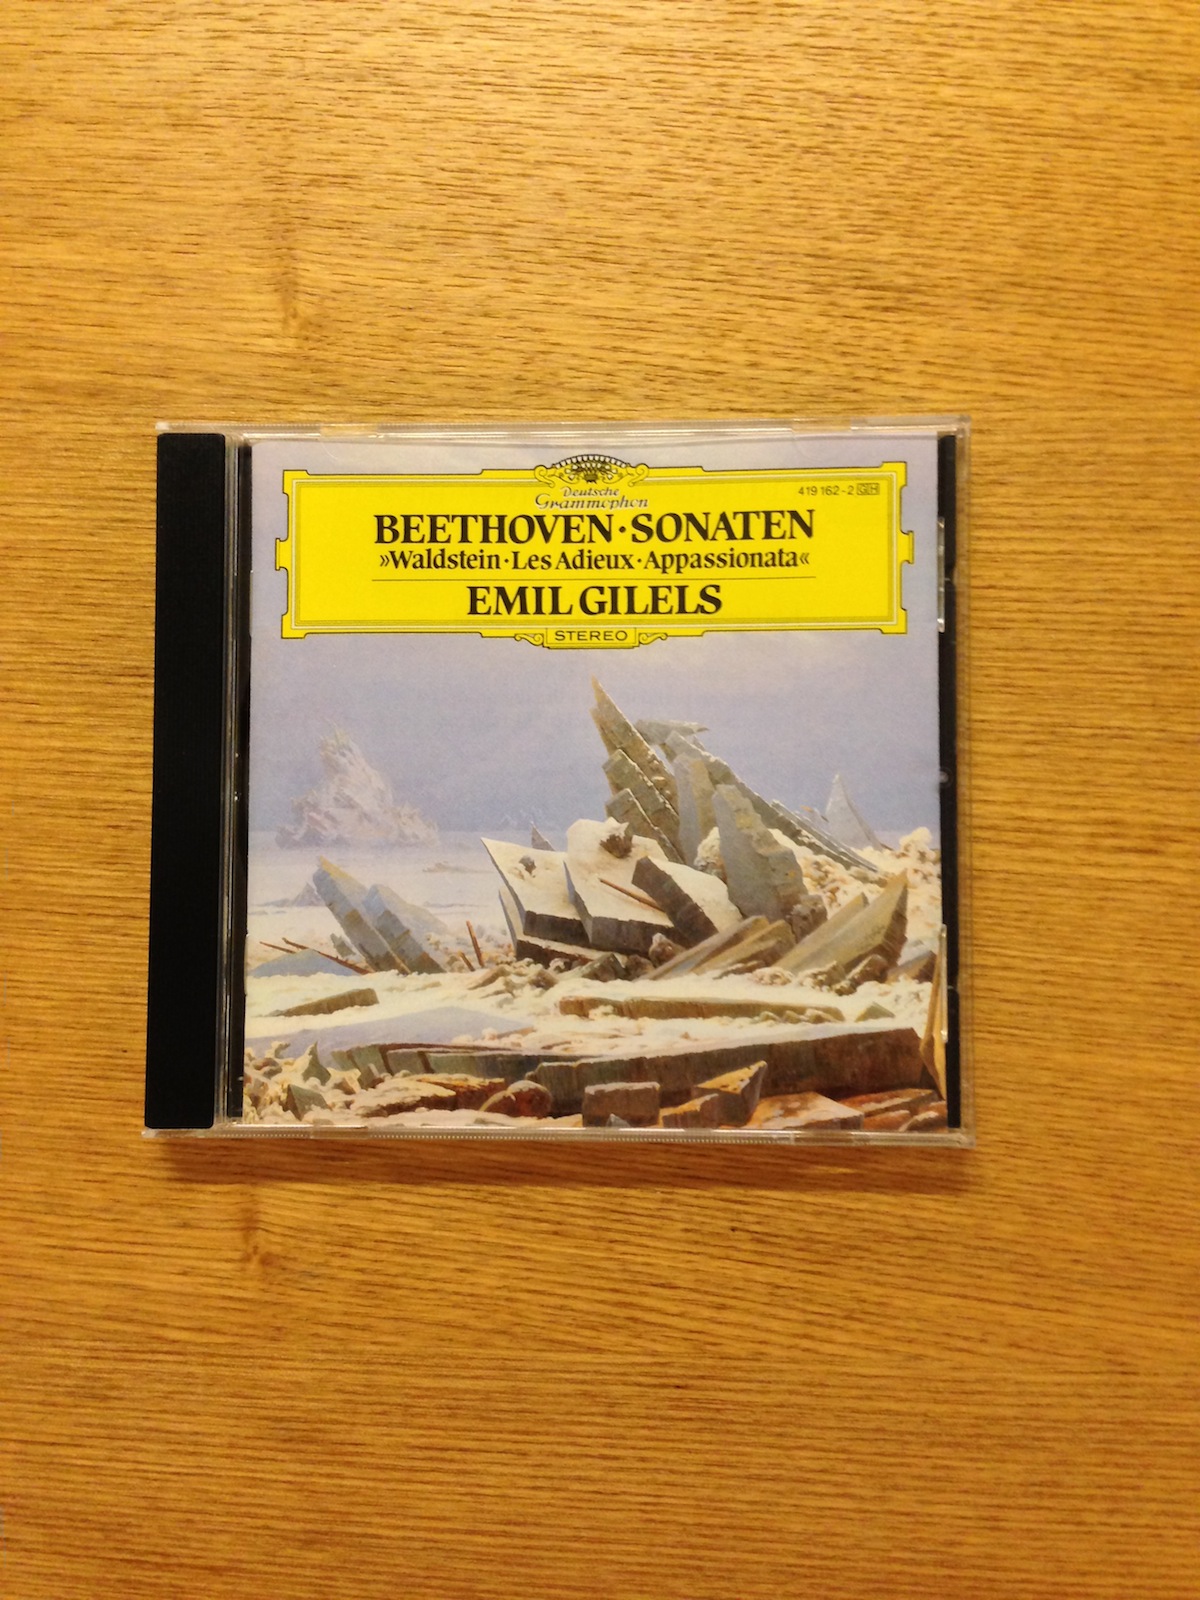 Deutsche
Grammophon
419 162-2 GH
BEETHOVEN·SONATEN
»Waldstein·Les Adieux·Appassionata«
EMIL GILELS
STEREO